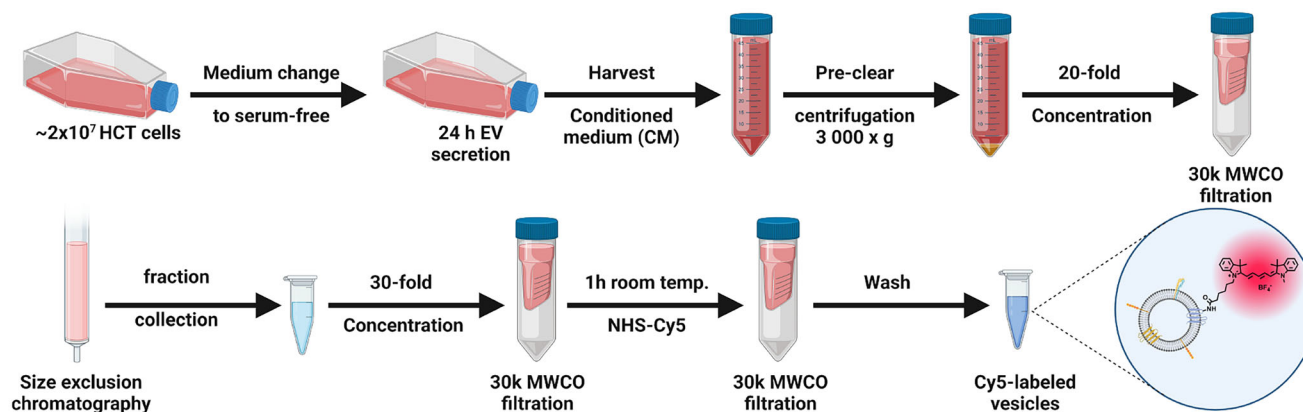 Medium change
to serum-free
~2x10⁷ HCT cells
24 h EV
secretion
Harvest
Conditioned
medium (CM)
Pre-clear
centrifugation
3 000 x g
20-fold
Concentration
30k MWCO
filtration
Size exclusion
chromatography
fraction
collection
30-fold
Concentration
30k MWCO
filtration
1h room temp.
NHS-Cy5
30k MWCO
filtration
Wash
Cy5-labeled
vesicles
O
NH
N⁺
N
BF₄⁻